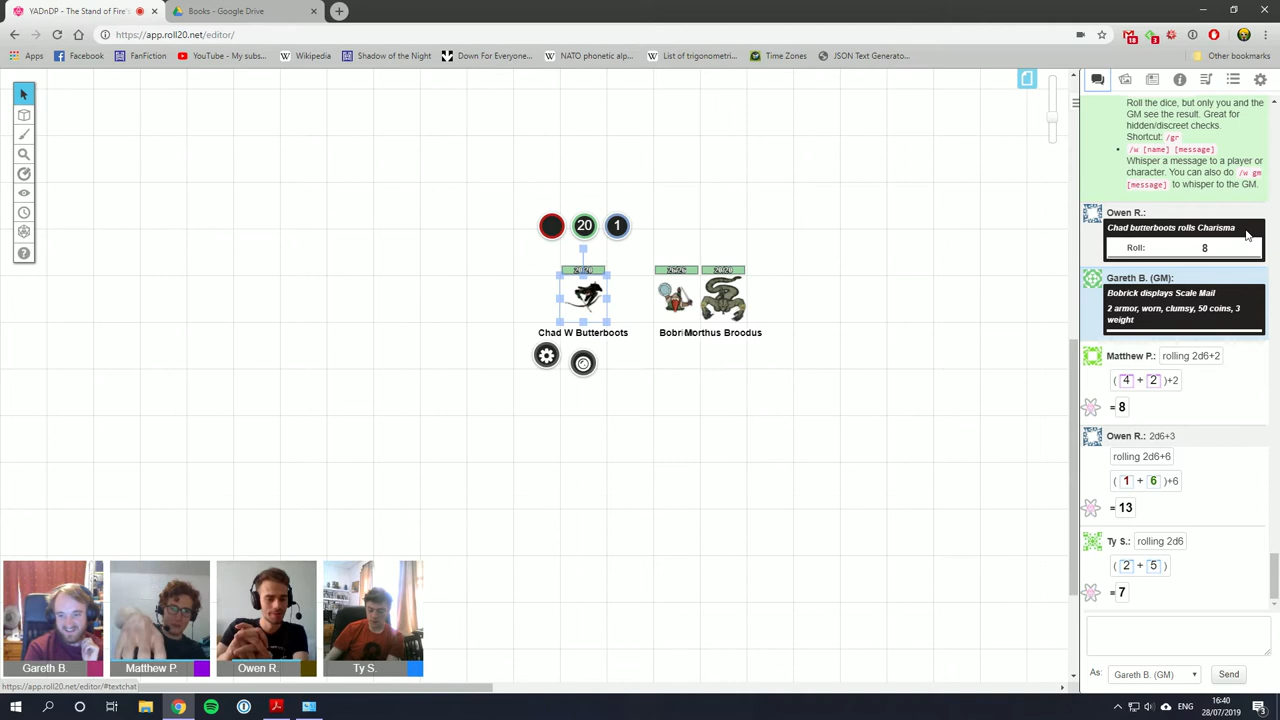 YADnDP - The Stand of Fire's
Books - Google Drive
https://app.roll20.net/editor/
Apps
Facebook
FanFiction
YouTube - My subs...
Wikipedia
Shadow of the Night
Down For Everyone...
NATO phonetic alp...
List of trigonometri...
Time Zones
JSON Text Generato...
Other bookmarks
Roll the dice, but only you and the
GM see the result. Great for
hidden/discreet checks.
Shortcut: /gr
/w [name] [message]
Whisper a message to a player or
character. You can also do /w gm
[message] to whisper to the GM.
Owen R.:
Chad butterboots rolls Charisma
Roll: 8
Gareth B. (GM):
Bobrick displays Scale Mail
2 armor, worn, clumsy, 50 coins, 3
weight
Matthew P.: rolling 2d6+2
( 4 + 2 )+2
= 8
Owen R.: 2d6+3
rolling 2d6+6
( 1 + 6 )+6
= 13
Ty S.: rolling 2d6
( 2 + 5 )
= 7
As: Gareth B. (GM)
Send
20 1
20/20
26/26
20/20
Chad W Butterboots
Morthus Broodus
Gareth B.
Matthew P.
Owen R.
Ty S.
https://app.roll20.net/editor/#textchat
ENG
16:40
28/07/2019